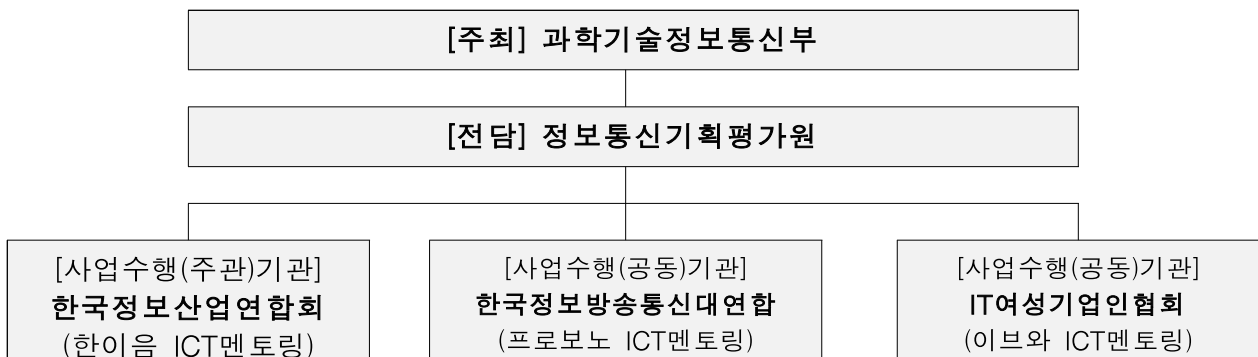 [주최] 과학기술정보통신부
[전담] 정보통신기획평가원
[사업수행(주관)기관]
한국정보산업연합회
(한이음 ICT멘토링)
[사업수행(공동)기관]
한국정보방송통신대연합
(프로보노 ICT멘토링)
[사업수행(공동)기관]
IT여성기업인협회
(이브와 ICT멘토링)